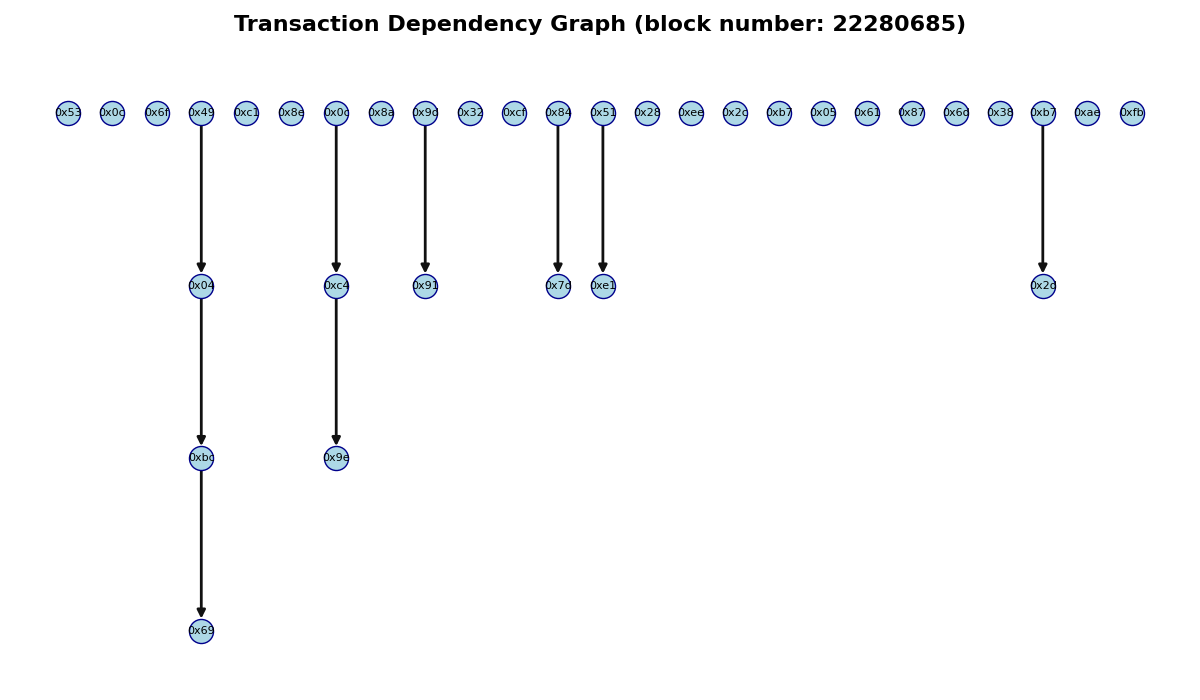 Transaction Dependency Graph (block number: 22280685)
0x53 0x0c 0x6f 0x49 0xc1 0x8e 0x0c 0x8a 0x9d 0x32 0xcf 0x84 0x51 0x28 0xee 0x2c 0xb7 0x05 0x61 0x87 0x6d 0x38 0xb7 0xae 0xfb
0x04 0xc4 0x91 0x7d 0xe1 0x2d
0xbc 0x9e
0x69